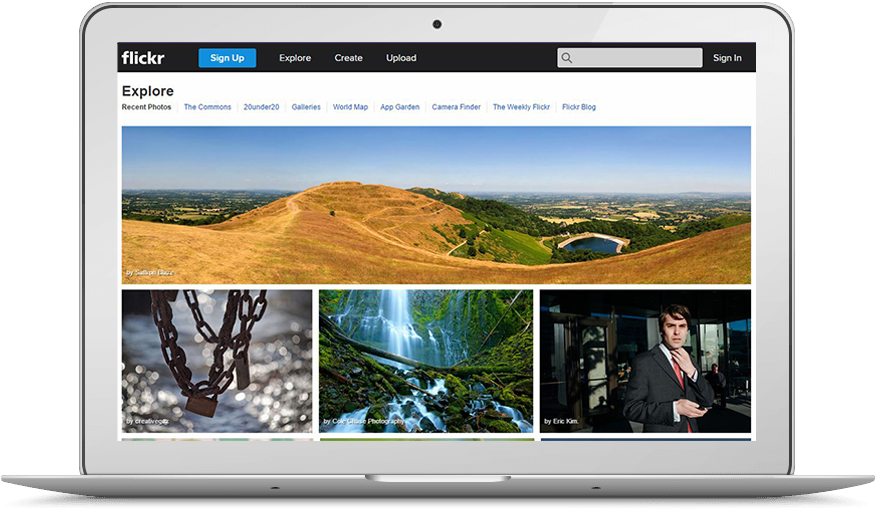 flickr Sign Up Explore Create Upload Sign In
Explore
Recent Photos The Commons 20under20 Galleries World Map App Garden Camera Finder The Weekly Flickr Flickr Blog
by Saffron Blaze
by creativegaz by Cole Chase Photography by Eric Kim.